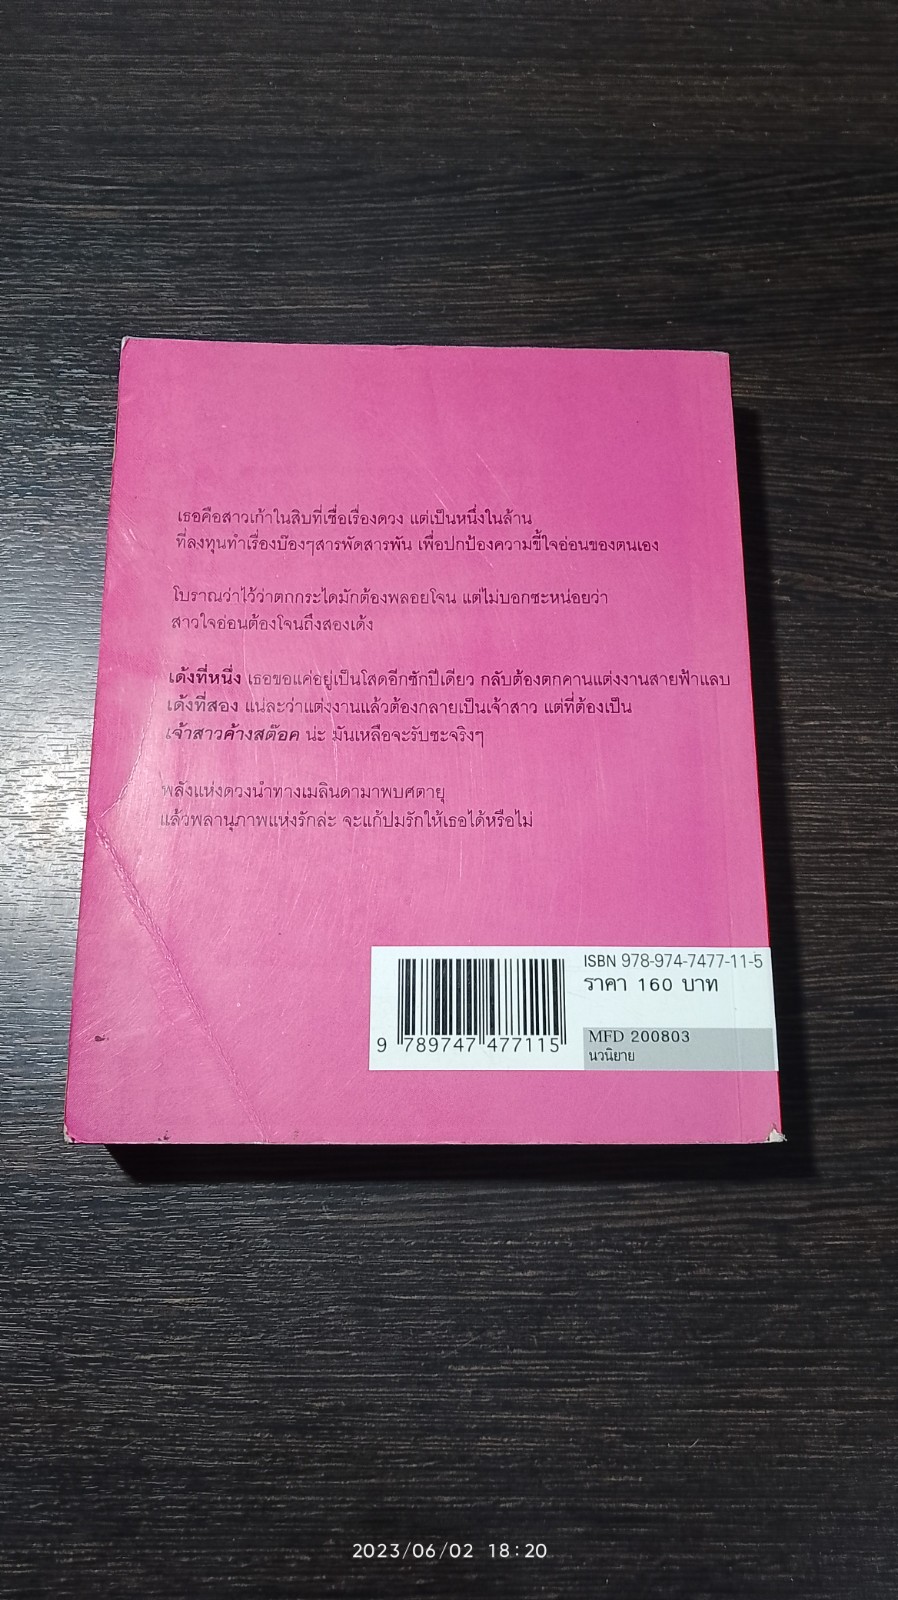 เธอคือสาวเก้าในสิบที่เชื่อเรื่องดวง แต่เป็นหนึ่งในล้าน
ที่ลงทุนทำเรื่องบ๊องๆสารพัดสารพัน เพื่อปกป้องความขี้ใจอ่อนของตนเอง
โบราณว่าไว้ว่าตกกระไดมักต้องพลอยโจน แต่ไม่บอกซะหน่อยว่า
สาวใจอ่อนต้องโจนถึงสองเด้ง
เด้งที่หนึ่ง เธอขอแค่อยู่เป็นโสดอีกซักปีเดียว กลับต้องตกคานแต่งงานสายฟ้าแลบ
เด้งที่สอง แน่ละว่าแต่งงานแล้วต้องกลายเป็นเจ้าสาว แต่ที่ต้องเป็น
เจ้าสาวค้างสต๊อค น่ะ มันเหลือจะรับซะจริงๆ
พลังแห่งดวงนำทางเมลินดามาพบศตายุ
แล้วพลานุภาพแห่งรักล่ะ จะแก้ปมรักให้เธอได้หรือไม่
ISBN 978-974-7477-11-5
ราคา 160 บาท
9 789747 477115
MFD 200803
นวนิยาย
2023/06/02 18:20